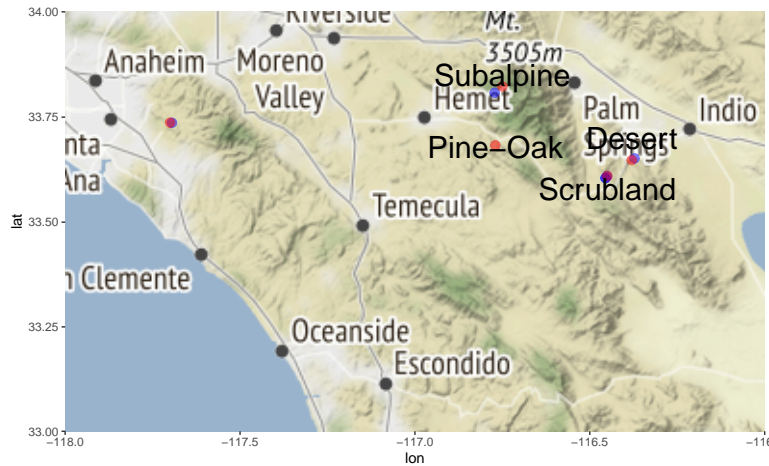 34.00
33.75
33.50
33.25
33.00
lat
Riverside
Mt.
3505m
Anaheim
Moreno
Valley
Subalpine
Hemet
Palm
Springs
Indio
Desert
Pine–Oak
Scrubland
nta
Ana
Temecula
n Clemente
Oceanside
Escondido
−118.0
−117.5
−117.0
−116.5
−116
lon